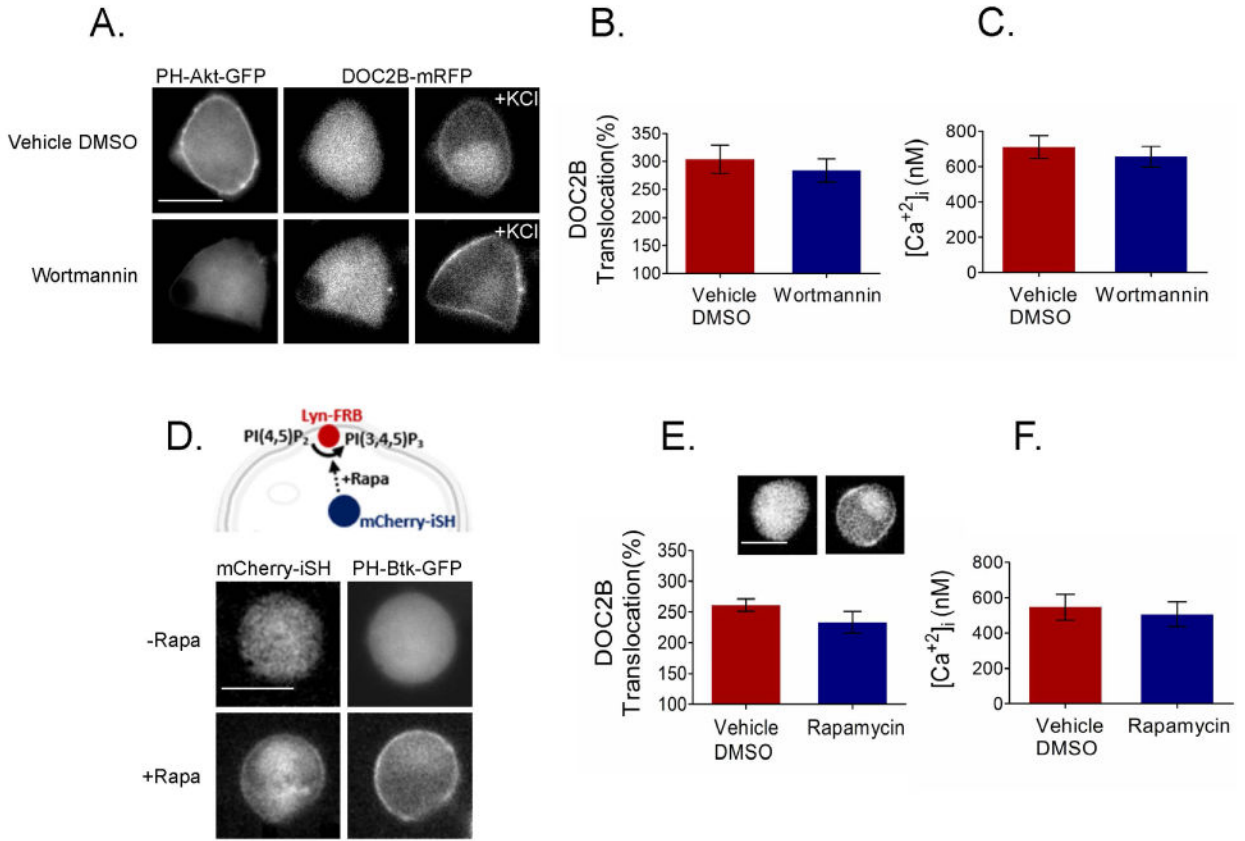 A.
PH-Akt-GFP DOC2B-mRFP
+KCl
Vehicle DMSO
+KCl
Wortmannin
B.
DOC2B
Translocation(%)
350
300
250
200
150
100
Vehicle Wortmannin
DMSO
C.
[Ca⁺²]ᵢ (nM)
800
600
400
200
0
Vehicle Wortmannin
DMSO
D.
Lyn-FRB
PI(4,5)P₂ PI(3,4,5)P₃
+Rapa
mCherry-iSH
mCherry-iSH PH-Btk-GFP
-Rapa
+Rapa
E.
DOC2B
Translocation(%)
350
300
250
200
150
100
Vehicle Rapamycin
DMSO
F.
[Ca⁺²]ᵢ (nM)
800
600
400
200
0
Vehicle Rapamycin
DMSO